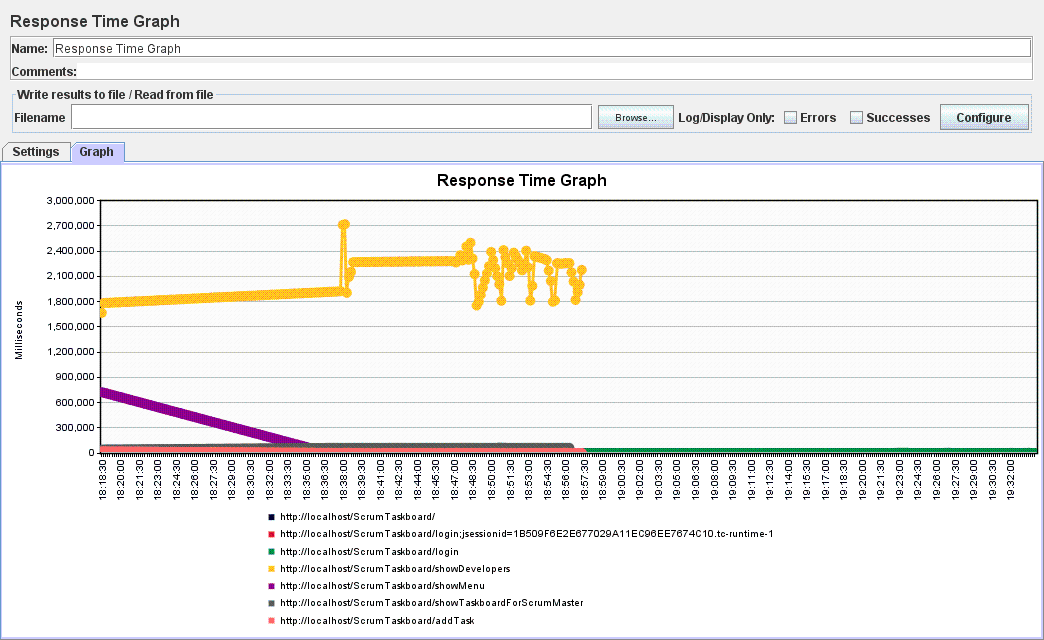 Response Time Graph
Name: Response Time Graph
Comments:
Write results to file / Read from file
Filename Browse... Log/Display Only: Errors Successes Configure
Settings Graph
Response Time Graph
3,000,000
2,700,000
2,400,000
2,100,000
1,800,000
1,500,000
1,200,000
900,000
600,000
300,000
0
Milliseconds
18:18:30 18:20:00 18:21:30 18:23:00 18:24:30 18:26:00 18:27:30 18:29:00 18:30:30 18:32:00 18:33:30 18:35:00 18:36:30 18:38:00 18:39:30 18:41:00 18:42:30 18:44:00 18:45:30 18:47:00 18:48:30 18:50:00 18:51:30 18:53:00 18:54:30 18:56:00 18:57:30 18:59:00 19:00:30 19:02:00 19:03:30 19:05:00 19:06:30 19:08:00 19:09:30 19:11:00 19:12:30 19:14:00 19:15:30 19:17:00 19:18:30 19:20:00 19:21:30 19:23:00 19:24:30 19:26:00 19:27:30 19:29:00 19:30:30 19:32:00
http://localhost/ScrumTaskboard/
http://localhost/ScrumTaskboard/login;jsessionid=1B509F6E2E677029A11EC96EE7674C10.tc-runtime-1
http://localhost/ScrumTaskboard/login
http://localhost/ScrumTaskboard/showDevelopers
http://localhost/ScrumTaskboard/showMenu
http://localhost/ScrumTaskboard/showTaskboardForScrumMaster
http://localhost/ScrumTaskboard/addTask